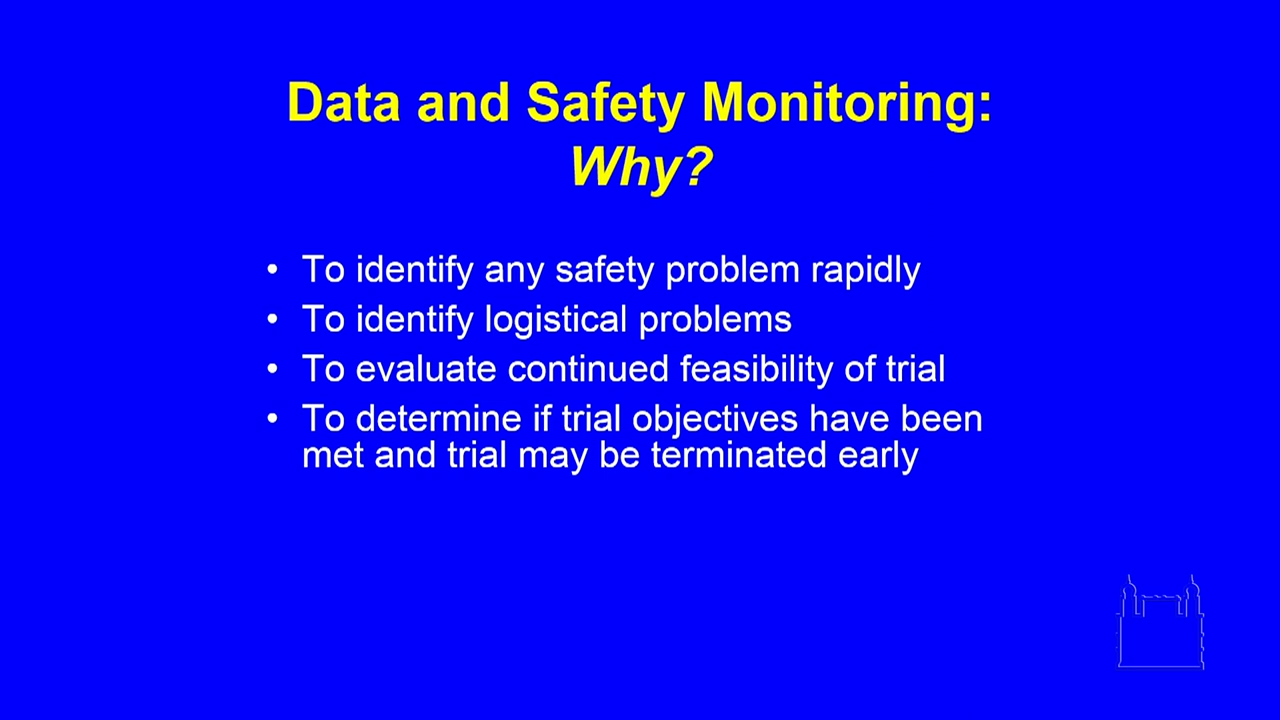 Data and Safety Monitoring:
Why?
• To identify any safety problem rapidly
• To identify logistical problems
• To evaluate continued feasibility of trial
• To determine if trial objectives have been
met and trial may be terminated early